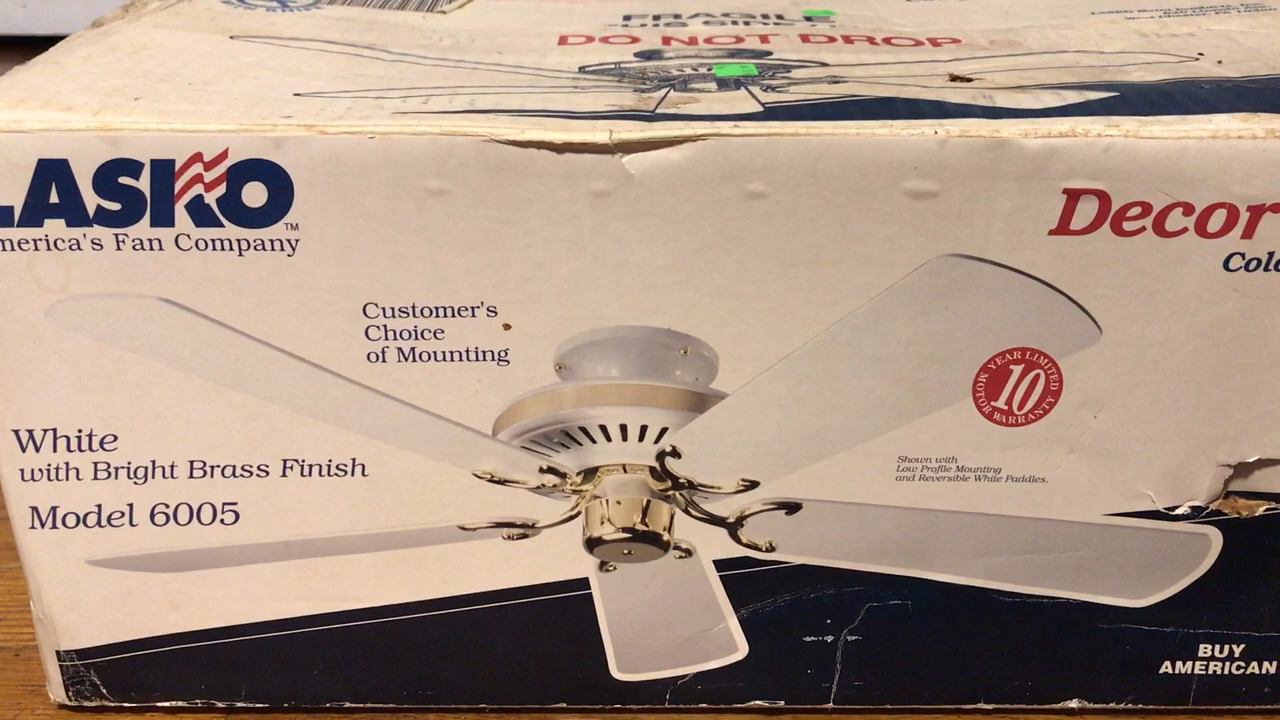 FRAGILE
DO NOT DROP
LASKO
TM
America's Fan Company
Decor
Customer's
Choice
of Mounting
YEAR LIMITED
10
MOTOR WARRANTY
White
with Bright Brass Finish
Model 6005
Shown with
Low Profile Mounting
and Reversible White Paddles.
BUY
AMERICAN